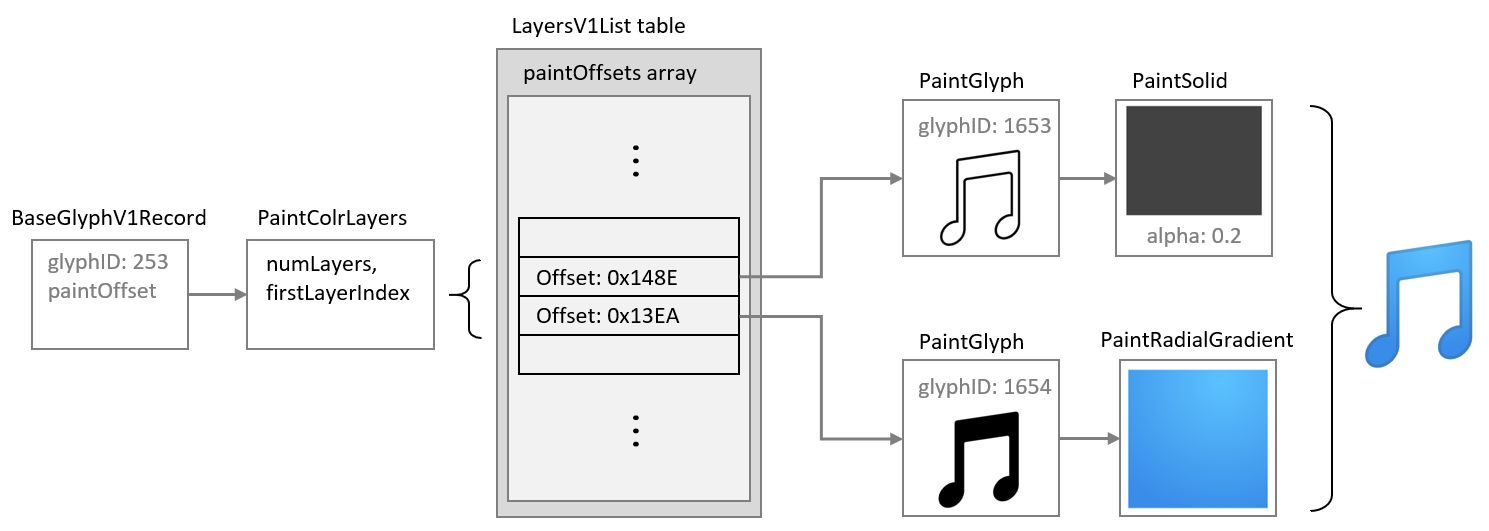 LayersV1List table
paintOffsets array
BaseGlyphV1Record
glyphID: 253
paintOffset
PaintColrLayers
numLayers,
firstLayerIndex
Offset: 0x148E
Offset: 0x13EA
PaintGlyph
glyphID: 1653
PaintSolid
alpha: 0.2
PaintGlyph
glyphID: 1654
PaintRadialGradient